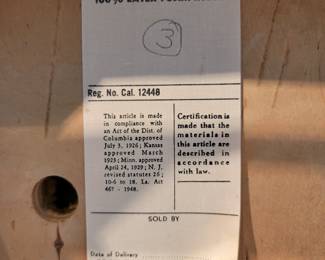 100% LATEX FOAM
3
Reg. No. Cal. 12448
This article is made
in compliance with
an Act of the Dist. of
Columbia approved
July 3, 1926; Kansas
approved March
1923; Minn. approved
April 24, 1929; N. J.
revised statutes 26;
10-6 to 18. La. Act
467 - 1948.
Certification is
made that the
materials in
this article are
described in
accordance
with law.
SOLD BY
Date of Delivery